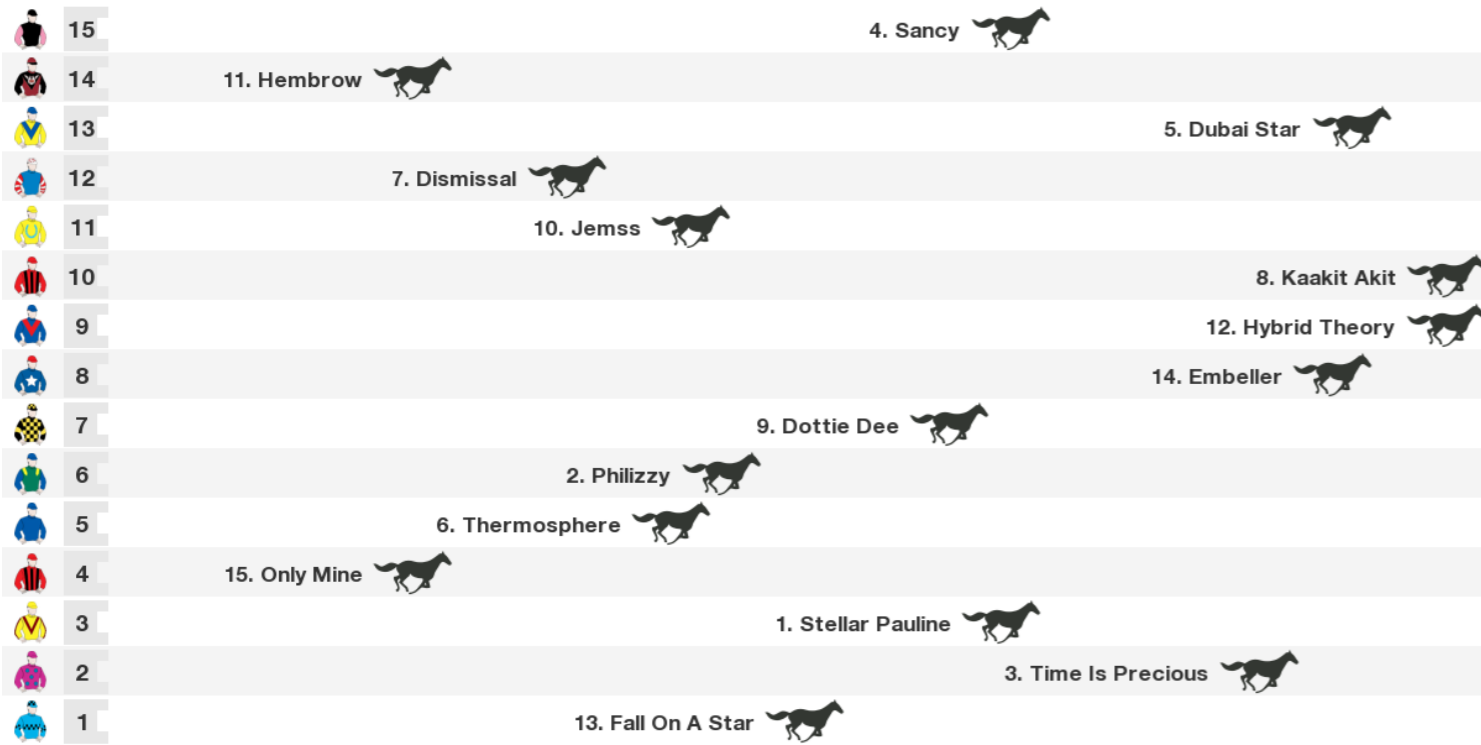 15 4. Sancy
14 11. Hembrow
13 5. Dubai Star
12 7. Dismissal
11 10. Jemss
10 8. Kaakit Akit
9 12. Hybrid Theory
8 14. Embeller
7 9. Dottie Dee
6 2. Philizzy
5 6. Thermosphere
4 15. Only Mine
3 1. Stellar Pauline
2 3. Time Is Precious
1 13. Fall On A Star